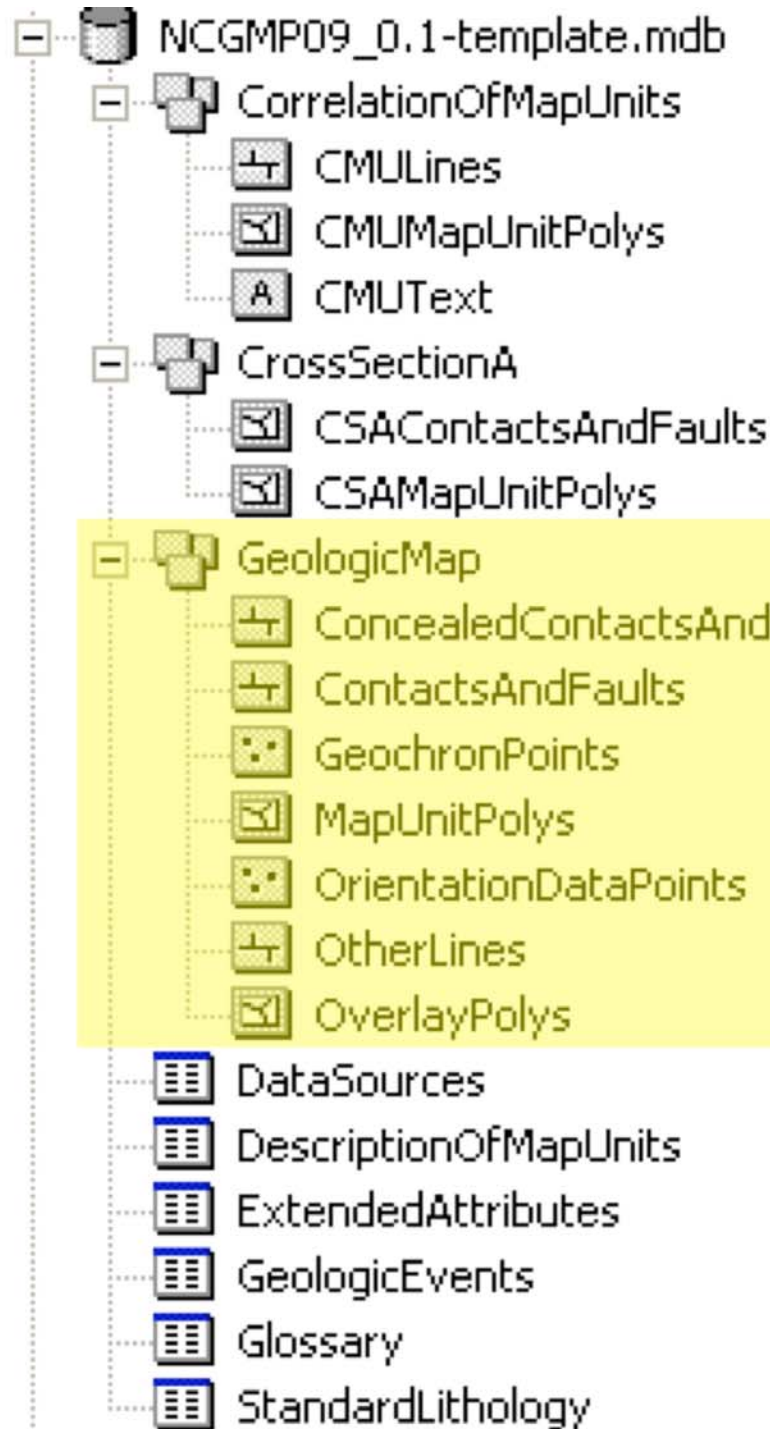 NCGMP09_0.1-template.mdb
CorrelationOfMapUnits
CMULines
CMUMapUnitPolys
A CMUText
CrossSectionA
CSAContactsAndFaults
CSAMapUnitPolys
GeologicMap
ConcealedContactsAnd
ContactsAndFaults
GeochronPoints
MapUnitPolys
OrientationDataPoints
OtherLines
OverlayPolys
DataSources
DescriptionOfMapUnits
ExtendedAttributes
GeologicEvents
Glossary
StandardLithology